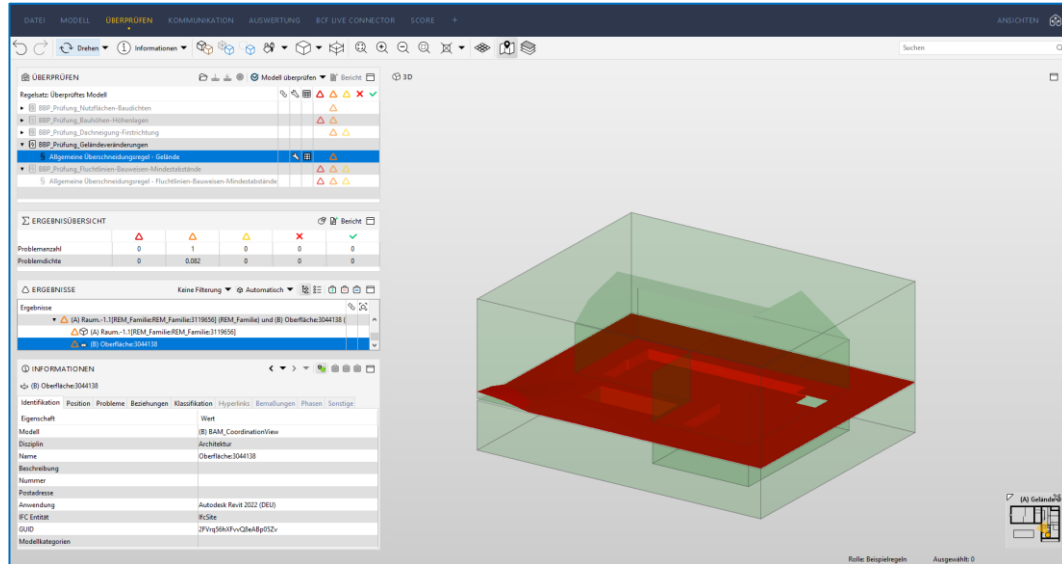 DATEI MODELL ÜBERPRÜFEN KOMMUNIKATION AUSWERTUNG BCF LIVE CONNECTOR SCORE + ANSICHTEN
Drehen Informationen Suchen
ÜBERPRÜFEN Modell überprüfen Bericht
3D
Regelsatz: Überprüftes Modell
BBP_Prüfung_Nutzflächen-Baudichten
BBP_Prüfung_Bauhöhen-Höhenlagen
BBP_Prüfung_Dachneigung-Firstrichtung
BBP_Prüfung_Geländeveränderungen
§ Allgemeine Überschneidungsregel - Gelände
BBP_Prüfung_Fluchtlinien-Bauweisen-Mindestabstände
§ Allgemeine Überschneidungsregel - Fluchtlinien-Bauweisen-Mindestabstände
∑ ERGEBNISÜBERSICHT Bericht
Problemanzahl 0 1 0 0 0
Problemdichte 0 0.082 0 0 0
ERGEBNISSE Keine Filterung Automatisch
Ergebnisse
(A) Raum.-1.1[REM_Familie:REM_Familie:3119656] (REM_Familie) und (B) Oberfläche:3044138 (
(A) Raum.-1.1[REM_Familie:REM_Familie:3119656]
(B) Oberfläche:3044138
INFORMATIONEN
(B) Oberfläche:3044138
Identifikation Position Probleme Beziehungen Klassifikation Hyperlinks Bemaßungen Phasen Sonstige
Eigenschaft Wert
Modell (B) BAM_CoordinationView
Disziplin Architektur
Name Oberfläche:3044138
Beschreibung
Nummer
Postadresse
Anwendung Autodesk Revit 2022 (DEU)
IFC Entität IfcSite
GUID
Modellkategorien
(A) Gelände
Rolle: Beispielregeln Ausgewählt: 0